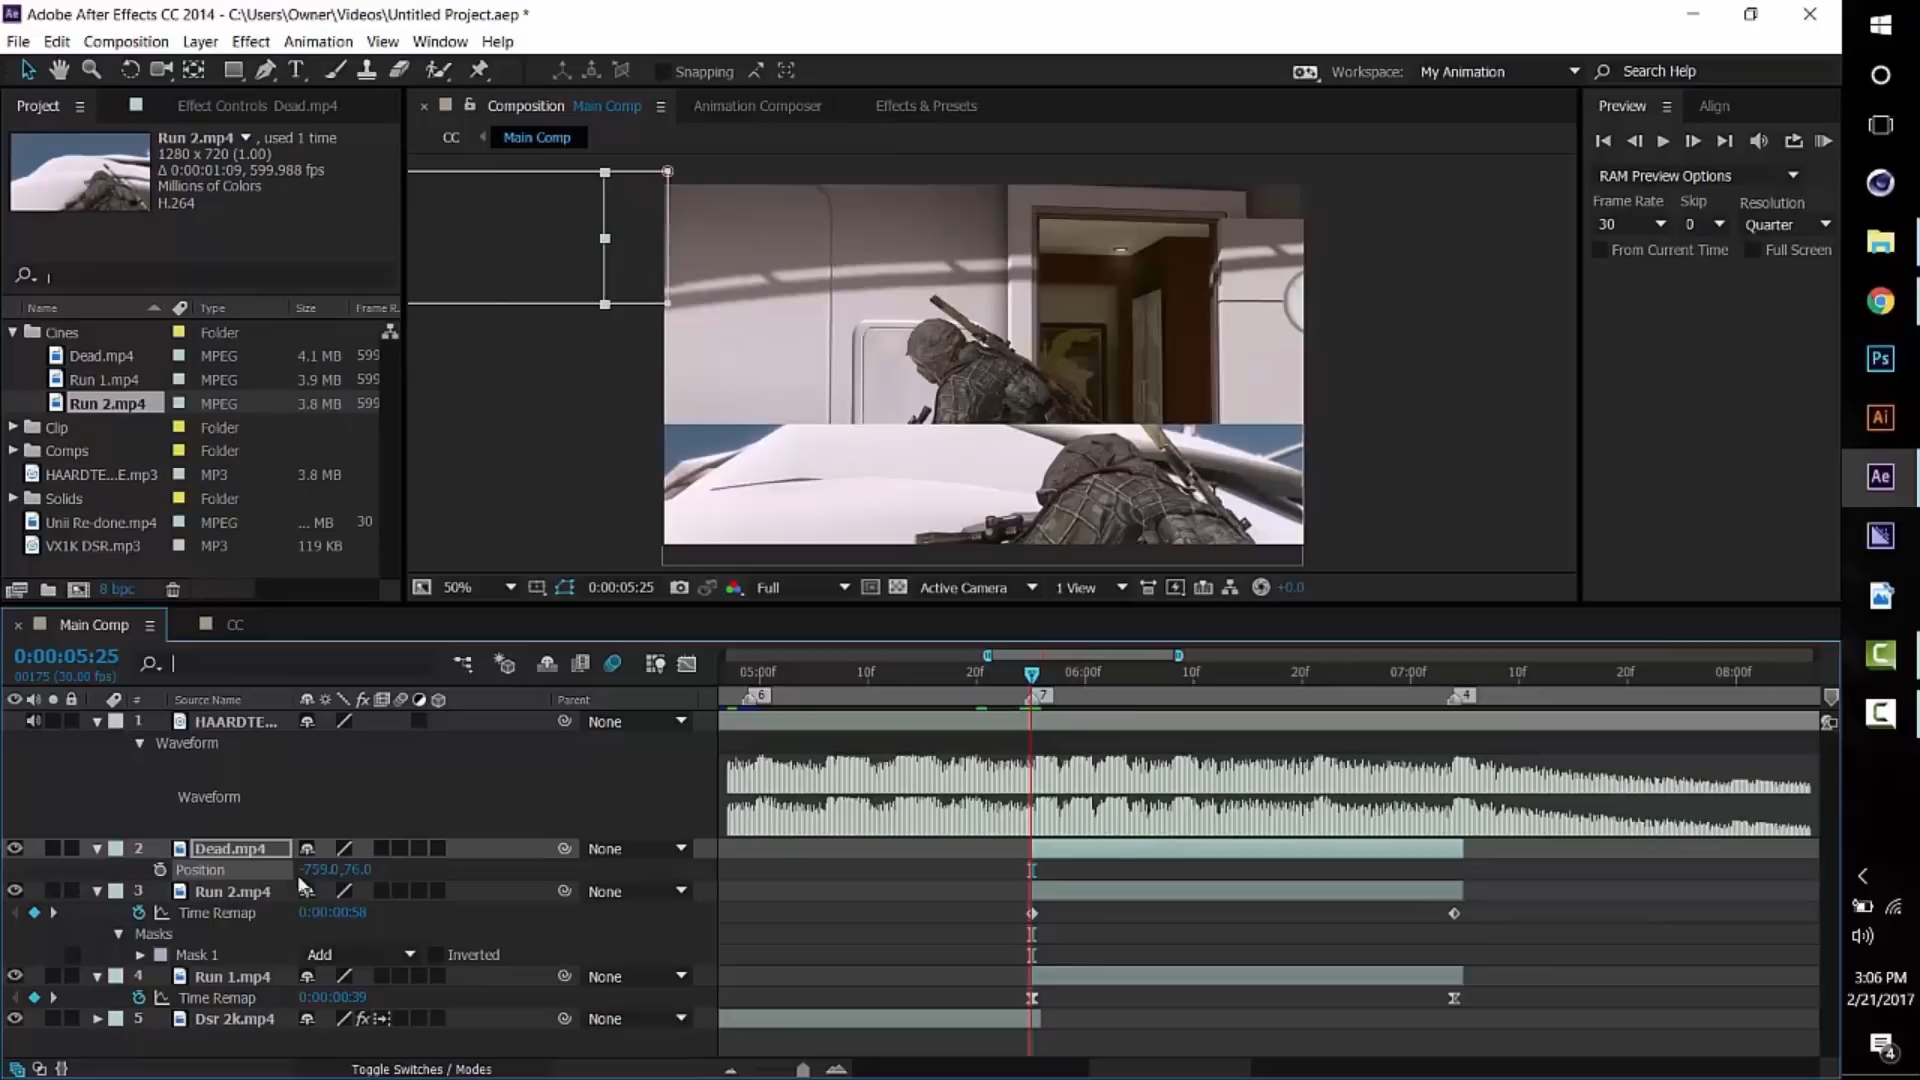 Adobe After Effects CC 2014 - C:\Users\Owner\Videos\Untitled Project.aep *
File Edit Composition Layer Effect Animation View Window Help
Snapping
Workspace: My Animation
Search Help
Project
Effect Controls Dead.mp4
Composition Main Comp
Animation Composer
Effects & Presets
Preview
Align
Run 2.mp4 , used 1 time
1280 x 720 (1.00)
Δ 0:00:01:09, 599.988 fps
Millions of Colors
H.264
CC
Main Comp
RAM Preview Options
Frame Rate Skip Resolution
30 0 Quarter
From Current Time Full Screen
Name Type Size Frame R.
Cines Folder
Dead.mp4 MPEG 4.1 MB 599
Run 1.mp4 MPEG 3.9 MB 599
Run 2.mp4 MPEG 3.8 MB 599
Clip Folder
Comps Folder
HAARDTE...E.mp3 MP3 3.8 MB
Solids Folder
Unii Re-done.mp4 MPEG ... MB 30
VX1K DSR.mp3 MP3 119 KB
8 bpc
50% 0:00:05:25 Full Active Camera 1 View +0.0
Main Comp
CC
0:00:05:25
00175 (30.00 fps)
05:00f 10f 20f 06:00f 10f 20f 07:00f 10f 20f 08:00f
# Source Name fx Parent
6 7 4
1 HAARDTE... None
Waveform
Waveform
2 Dead.mp4 None
Position -759.0,76.0
3 Run 2.mp4 None
Time Remap 0:00:00:58
Masks
Mask 1 Add Inverted
4 Run 1.mp4 None
Time Remap 0:00:00:39
5 Dsr 2k.mp4 fx None
Toggle Switches / Modes
Ae
Ps
Ai
Ae
3:06 PM
2/21/2017
4